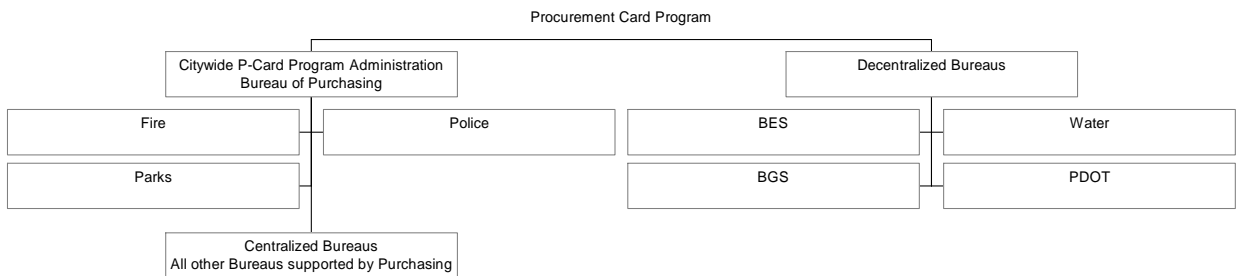 Procurement Card Program
Citywide P-Card Program Administration
Bureau of Purchasing
Decentralized Bureaus
Fire
Police
BES
Water
Parks
BGS
PDOT
Centralized Bureaus
All other Bureaus supported by Purchasing